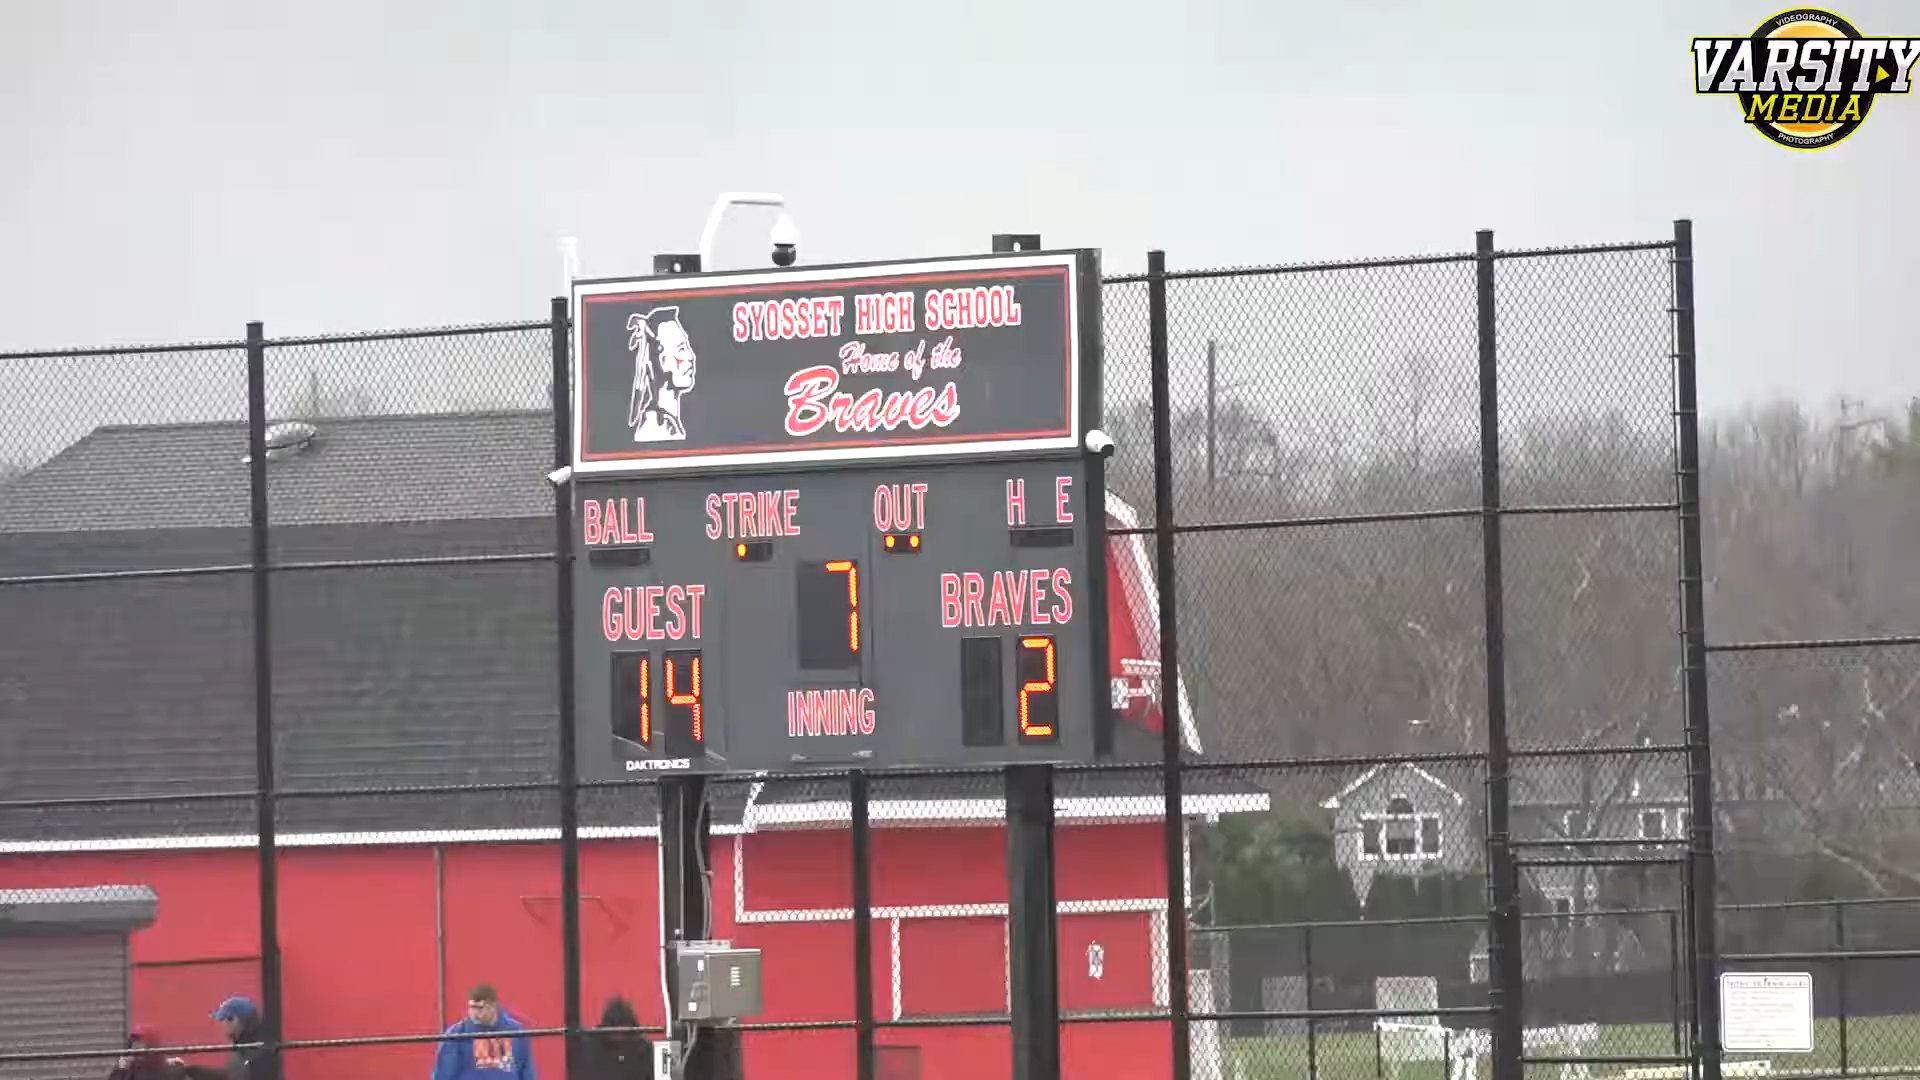 VIDEOGRAPHY
VARSITY
MEDIA
PHOTOGRAPHY
SYOSSET HIGH SCHOOL
Home of the
Braves
BALL STRIKE OUT H E
7
GUEST BRAVES
14 2
INNING
DAKTRONICS